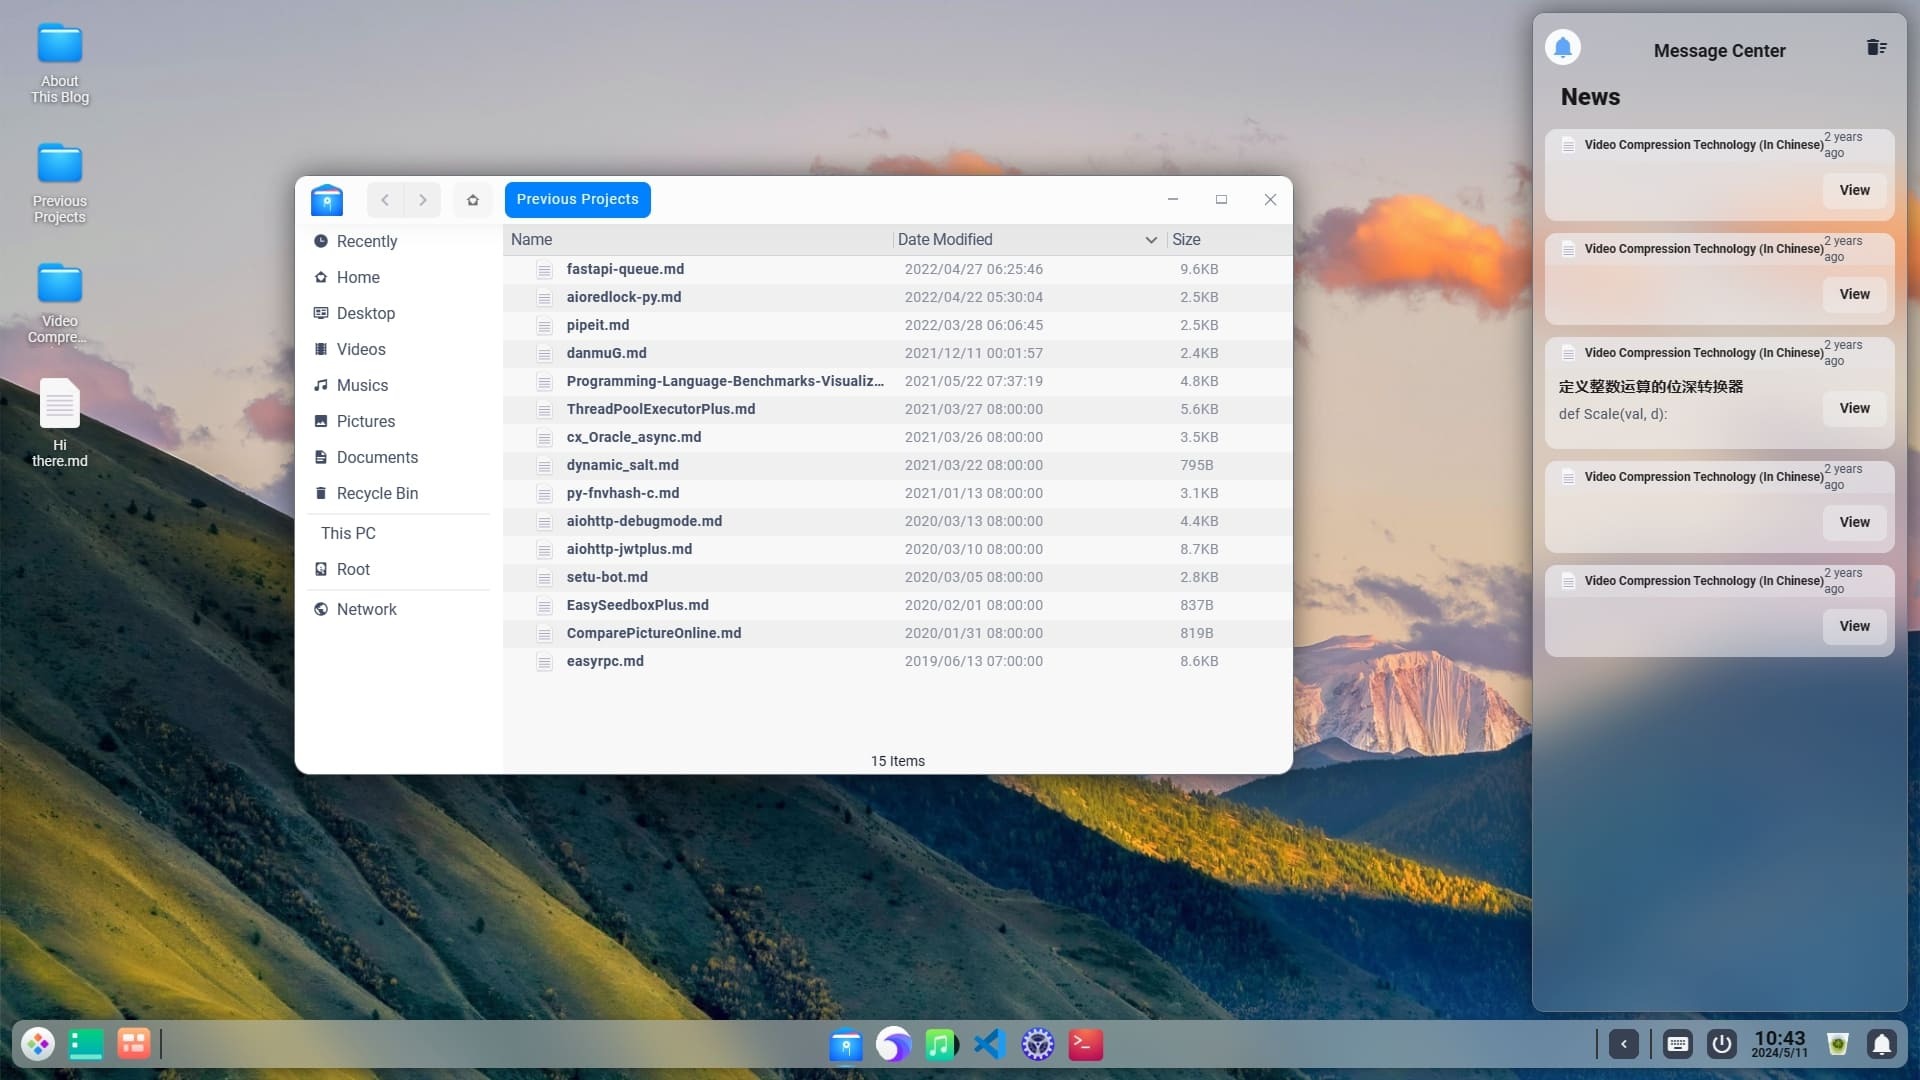 About
This Blog
Previous
Projects
Video
Compre...
Hi
there.md
Previous Projects
Recently
Home
Desktop
Videos
Musics
Pictures
Documents
Recycle Bin
This PC
Root
Network
Name Date Modified Size
fastapi-queue.md 2022/04/27 06:25:46 9.6KB
aioredlock-py.md 2022/04/22 05:30:04 2.5KB
pipeit.md 2022/03/28 06:06:45 2.5KB
danmuG.md 2021/12/11 00:01:57 2.4KB
Programming-Language-Benchmarks-Visualiz... 2021/05/22 07:37:19 4.8KB
ThreadPoolExecutorPlus.md 2021/03/27 08:00:00 5.6KB
cx_Oracle_async.md 2021/03/26 08:00:00 3.5KB
dynamic_salt.md 2021/03/22 08:00:00 795B
py-fnvhash-c.md 2021/01/13 08:00:00 3.1KB
aiohttp-debugmode.md 2020/03/13 08:00:00 4.4KB
aiohttp-jwtplus.md 2020/03/10 08:00:00 8.7KB
setu-bot.md 2020/03/05 08:00:00 2.8KB
EasySeedboxPlus.md 2020/02/01 08:00:00 837B
ComparePictureOnline.md 2020/01/31 08:00:00 819B
easyrpc.md 2019/06/13 07:00:00 8.6KB
15 Items
Message Center
News
Video Compression Technology (In Chinese) 2 years
ago
View
Video Compression Technology (In Chinese) 2 years
ago
View
Video Compression Technology (In Chinese) 2 years
ago
定义整数运算的位深转换器
def Scale(val, d):
View
Video Compression Technology (In Chinese) 2 years
ago
View
Video Compression Technology (In Chinese) 2 years
ago
View
10:43
2024/5/11